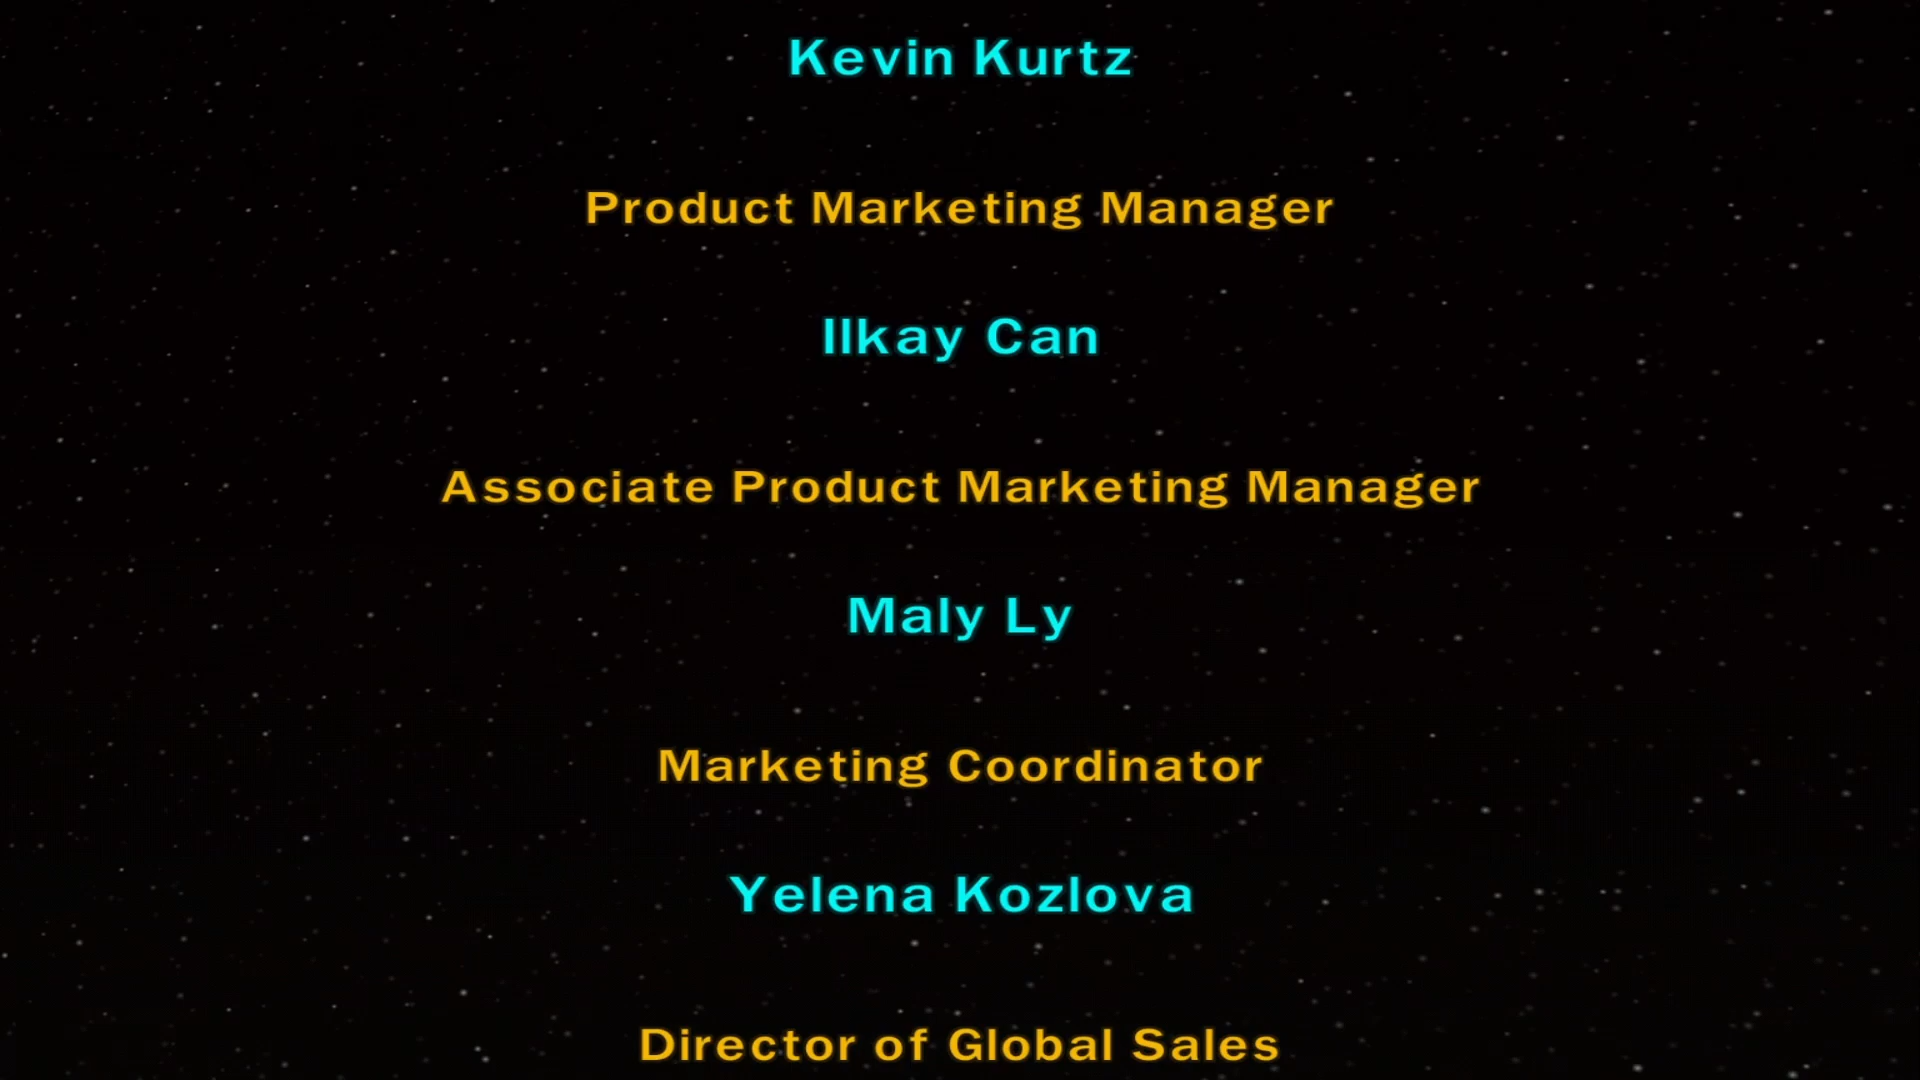 Kevin Kurtz
Product Marketing Manager
Ilkay Can
Associate Product Marketing Manager
Maly Ly
Marketing Coordinator
Yelena Kozlova
Director of Global Sales